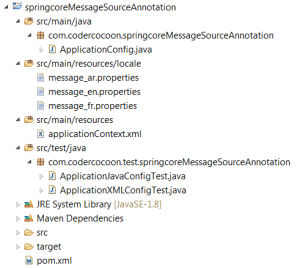 springcoreMessageSourceAnnotation
src/main/java
com.codercocoon.springcoreMessageSourceAnnotation
ApplicationConfig.java
src/main/resources/locale
message_ar.properties
message_en.properties
message_fr.properties
src/main/resources
applicationContext.xml
src/test/java
com.codercocoon.test.springcoreMessageSourceAnnotation
ApplicationJavaConfigTest.java
ApplicationXMLConfigTest.java
JRE System Library [JavaSE-1.8]
Maven Dependencies
src
target
pom.xml